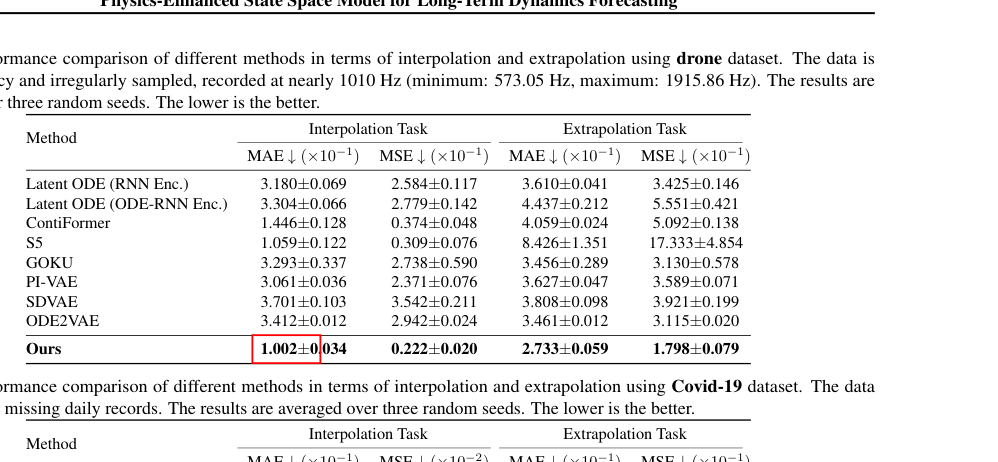 Physics-Enhanced State Space Model for Long-Term Dynamics Forecasting
comparison of different methods in terms of interpolation and extrapolation using drone dataset. The data is
and irregularly sampled, recorded at nearly 1010 Hz (minimum: 573.05 Hz, maximum: 1915.86 Hz). The results are
three random seeds. The lower is the better.
Method Interpolation Task Extrapolation Task
MAE ↓ (×10⁻¹) MSE ↓ (×10⁻¹) MAE ↓ (×10⁻¹) MSE ↓ (×10⁻¹)
Latent ODE (RNN Enc.) 3.180±0.069 2.584±0.117 3.610±0.041 3.425±0.146
Latent ODE (ODE-RNN Enc.) 3.304±0.066 2.779±0.142 4.437±0.212 5.551±0.421
ContiFormer 1.446±0.128 0.374±0.048 4.059±0.024 5.092±0.138
S5 1.059±0.122 0.309±0.076 8.426±1.351 17.333±4.854
GOKU 3.293±0.337 2.738±0.590 3.456±0.289 3.130±0.578
PI-VAE 3.061±0.036 2.371±0.076 3.627±0.047 3.589±0.071
SDVAE 3.701±0.103 3.542±0.211 3.808±0.098 3.921±0.199
ODE2VAE 3.412±0.012 2.942±0.024 3.461±0.012 3.115±0.020
Ours 1.002±0.034 0.222±0.020 2.733±0.059 1.798±0.079
comparison of different methods in terms of interpolation and extrapolation using Covid-19 dataset. The data
missing daily records. The results are averaged over three random seeds. The lower is the better.
Method Interpolation Task Extrapolation Task
MAE ↓ (×10⁻¹) MSE ↓ (×10⁻²) MAE ↓ (×10⁻¹) MSE ↓ (×10⁻¹)